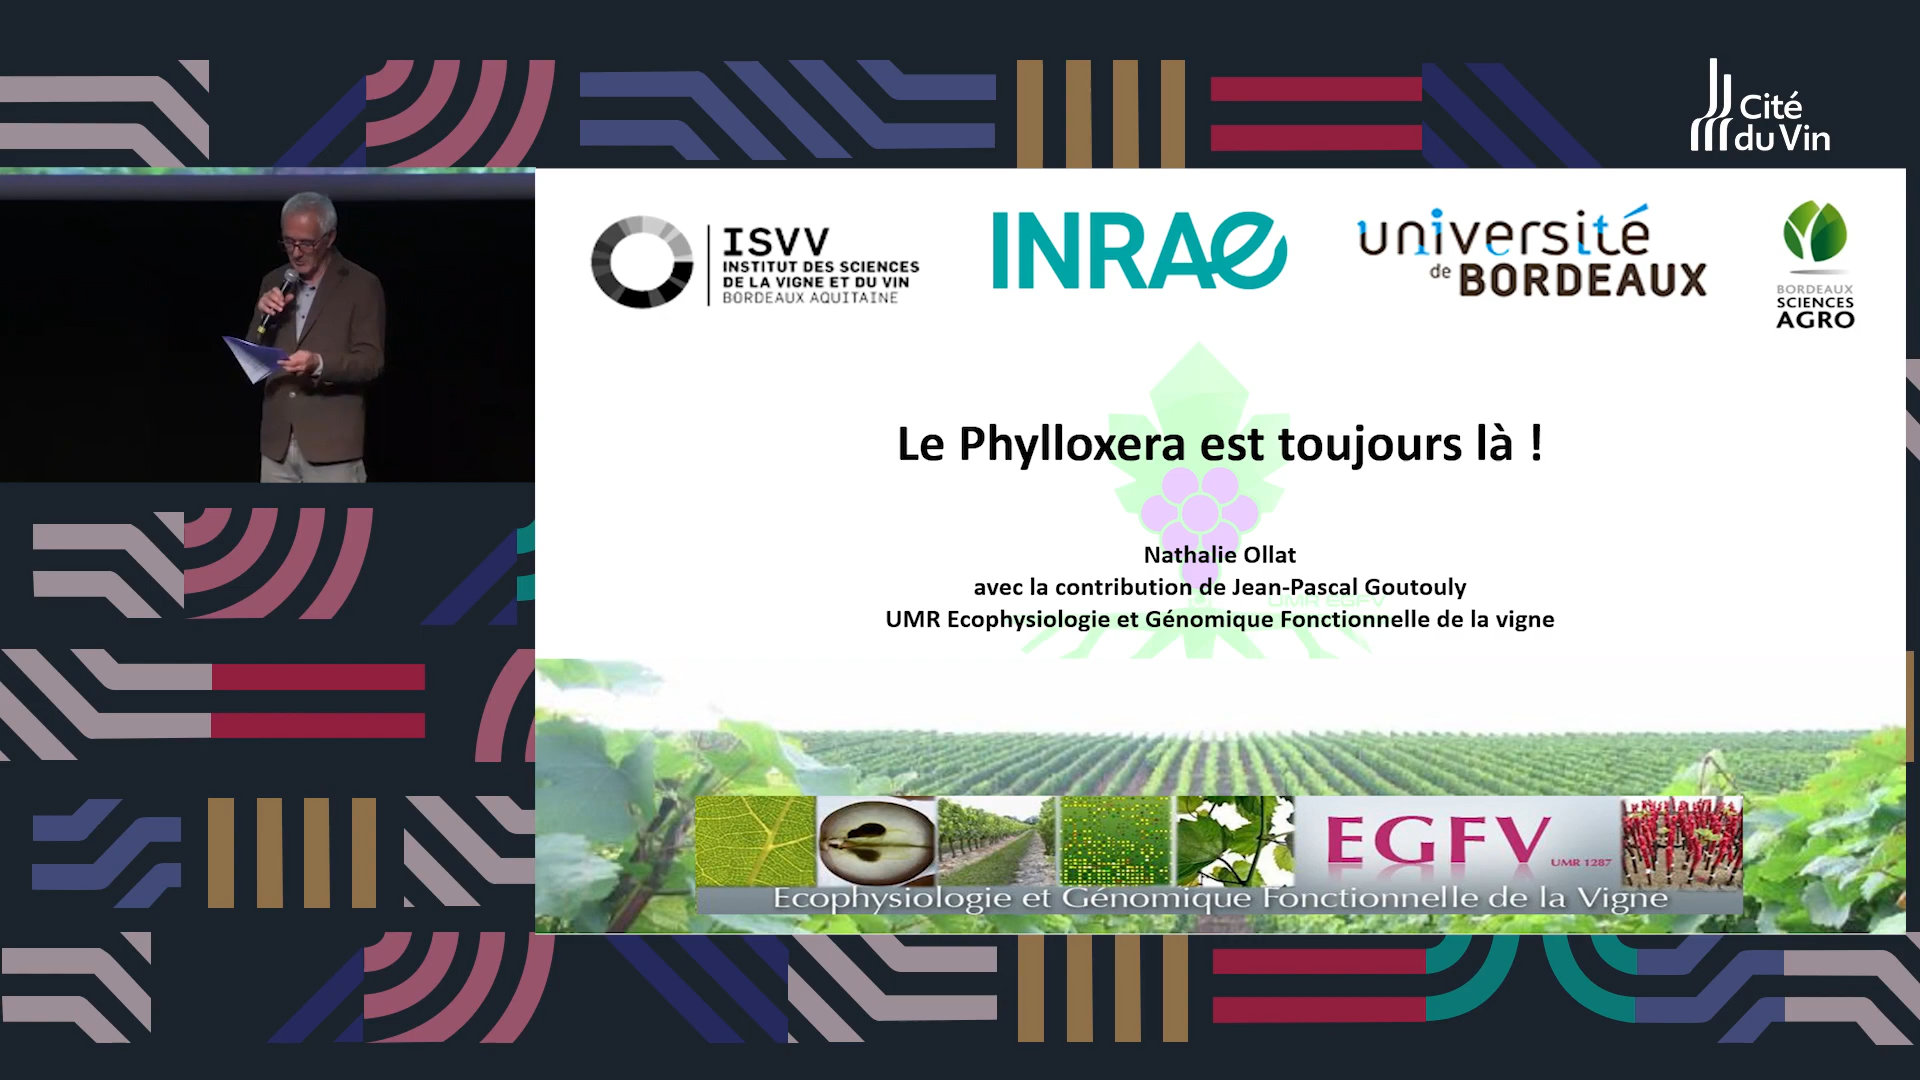 Cité
du Vin
ISVV
INSTITUT DES SCIENCES
DE LA VIGNE ET DU VIN
BORDEAUX AQUITAINE
INRAE
université
de BORDEAUX
BORDEAUX
SCIENCES
AGRO
Le Phylloxera est toujours là !
Nathalie Ollat
avec la contribution de Jean-Pascal Goutouly
UMR EGFV
UMR Ecophysiologie et Génomique Fonctionnelle de la vigne
EGFV
UMR 1287
Ecophysiologie et Génomique Fonctionnelle de la Vigne